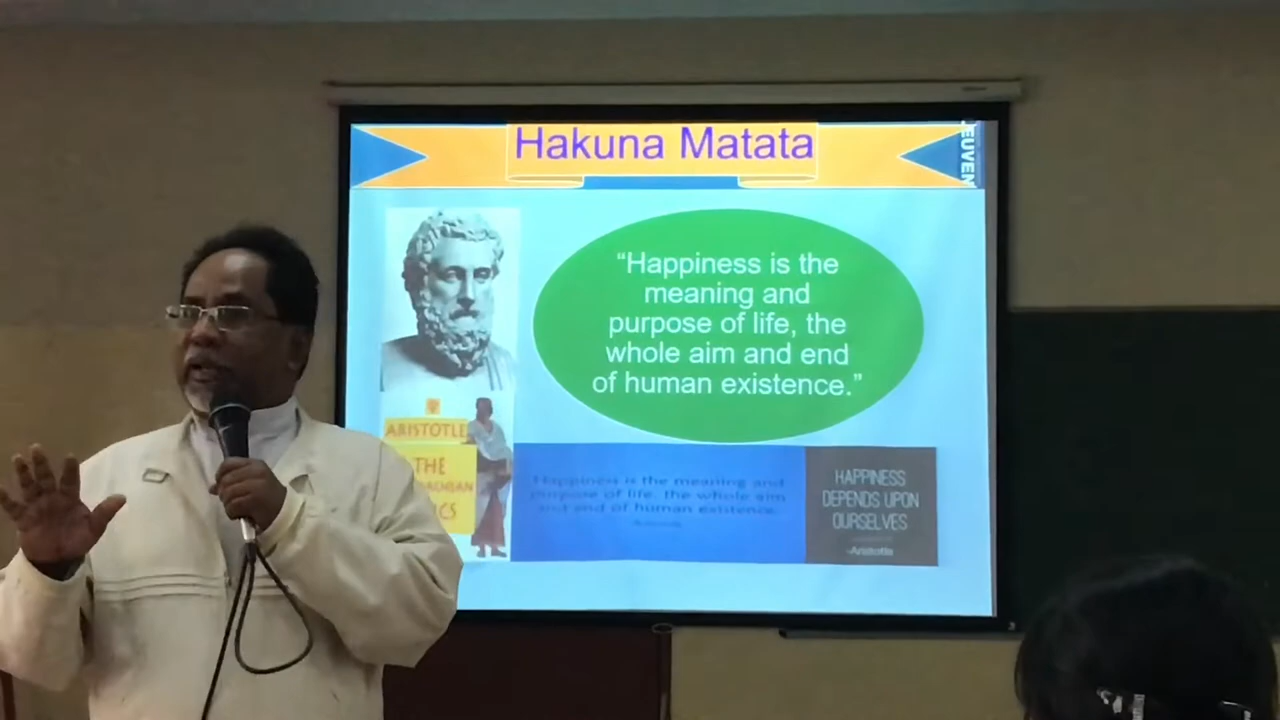 Hakuna Matata
EUVEN
“Happiness is the
meaning and
purpose of life, the
whole aim and end
of human existence.”
ARISTOTLE
THE
Happiness is the meaning and
purpose of life, the whole aim
and end of human existence.
HAPPINESS
DEPENDS UPON
OURSELVES
-Aristotle